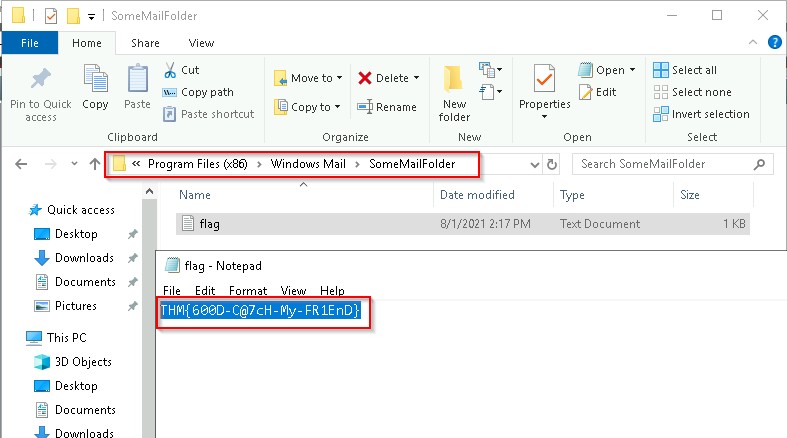 SomeMailFolder
File Home Share View
Pin to Quick access
Copy
Paste
Cut
Copy path
Paste shortcut
Clipboard
Move to
Copy to
Delete
Rename
Organize
New folder
New
Properties
Open
Edit
Open
Select all
Select none
Invert selection
Select
« Program Files (x86) > Windows Mail > SomeMailFolder
Search SomeMailFolder
Name Date modified Type Size
flag 8/1/2021 2:17 PM Text Document 1 KB
Quick access
Desktop
Downloads
Documents
Pictures
This PC
3D Objects
Desktop
Documents
Downloads
flag - Notepad
File Edit Format View Help
THM{600D-C@7cH-My-FR1EnD}